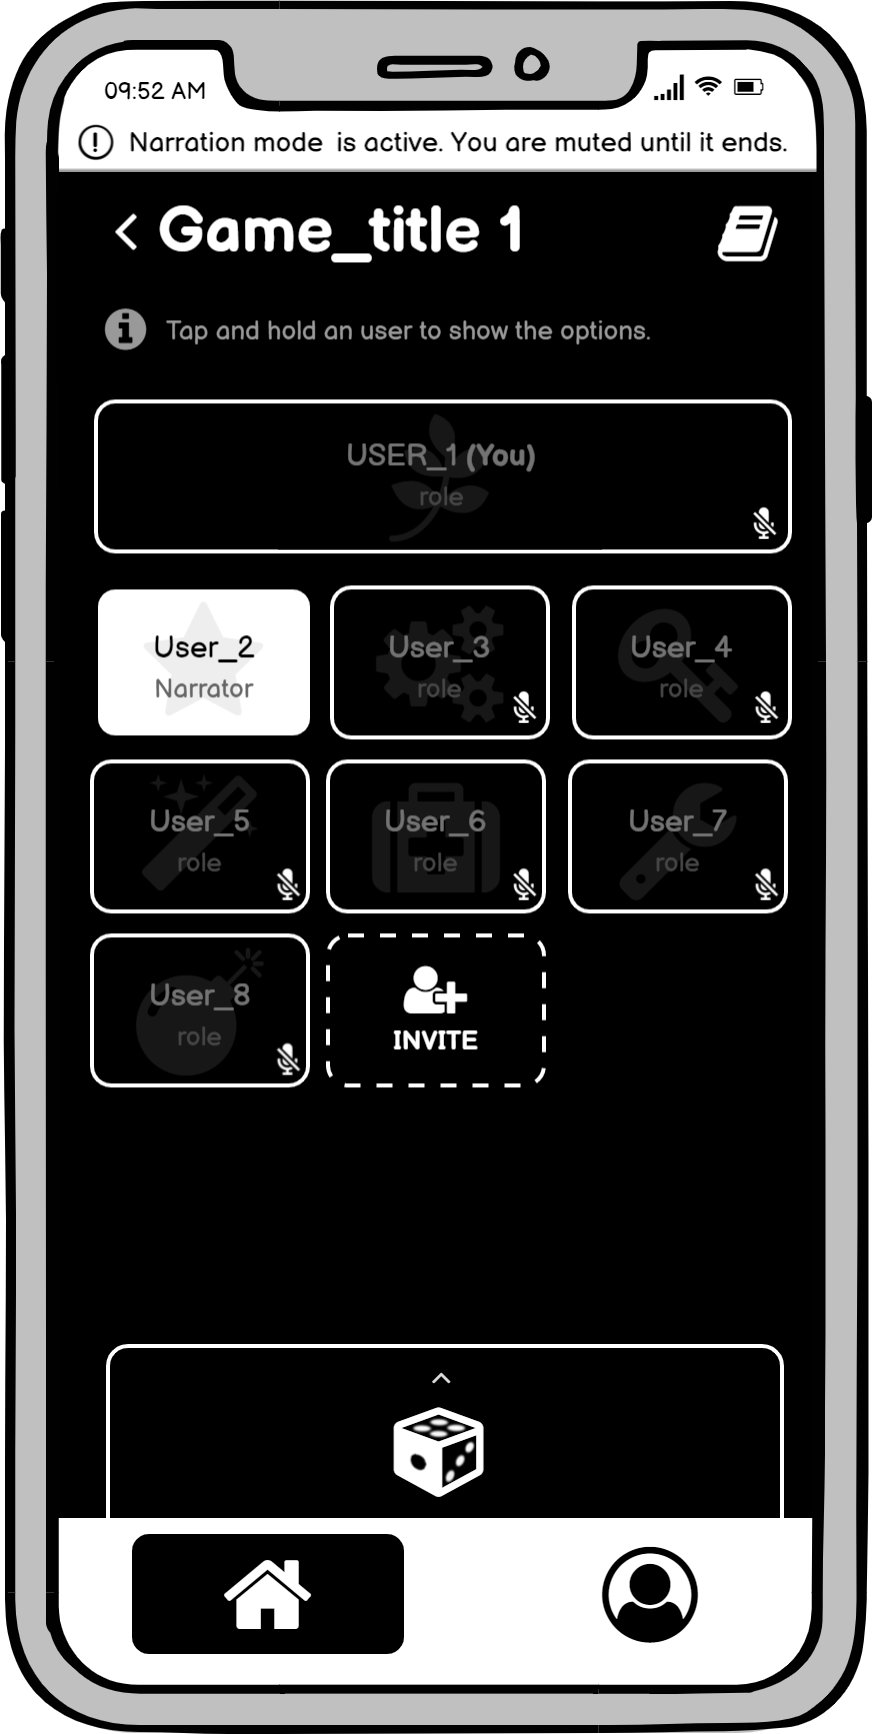 09:52 AM
Narration mode is active. You are muted until it ends.
Game_title 1
Tap and hold an user to show the options.
USER_1 (You)
role
User_2
Narrator
User_3
role
User_4
role
User_5
role
User_6
role
User_7
role
User_8
role
INVITE